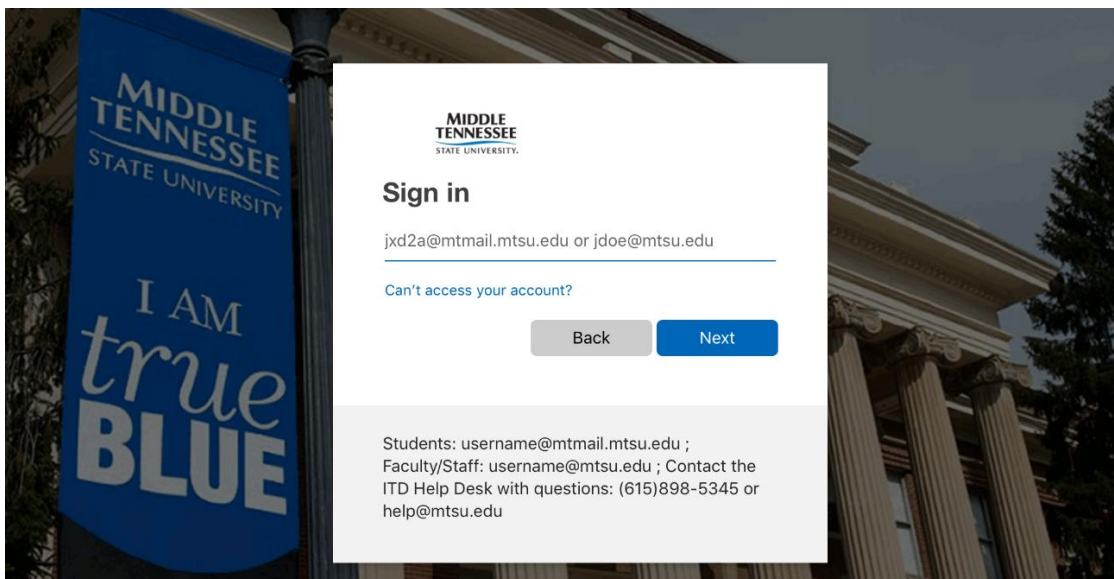 MIDDLE
TENNESSEE
STATE UNIVERSITY
I AM
true
BLUE
MIDDLE
TENNESSEE
STATE UNIVERSITY.
Sign in
jxd2a@mtmail.mtsu.edu or jdoe@mtsu.edu
Can't access your account?
Back
Next
Students: username@mtmail.mtsu.edu ;
Faculty/Staff: username@mtsu.edu ; Contact the
ITD Help Desk with questions: (615)898-5345 or
help@mtsu.edu